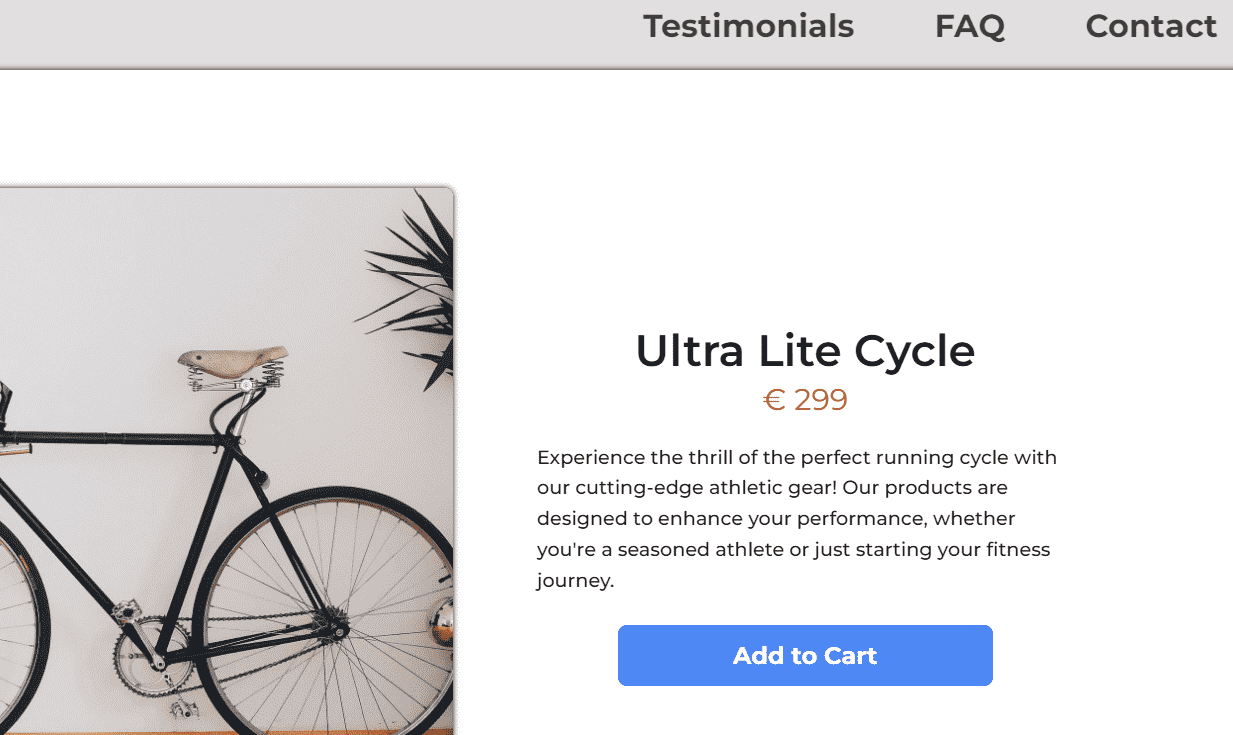 Testimonials FAQ Contact
Ultra Lite Cycle
€ 299
Experience the thrill of the perfect running cycle with
our cutting-edge athletic gear! Our products are
designed to enhance your performance, whether
you're a seasoned athlete or just starting your fitness
journey.
Add to Cart